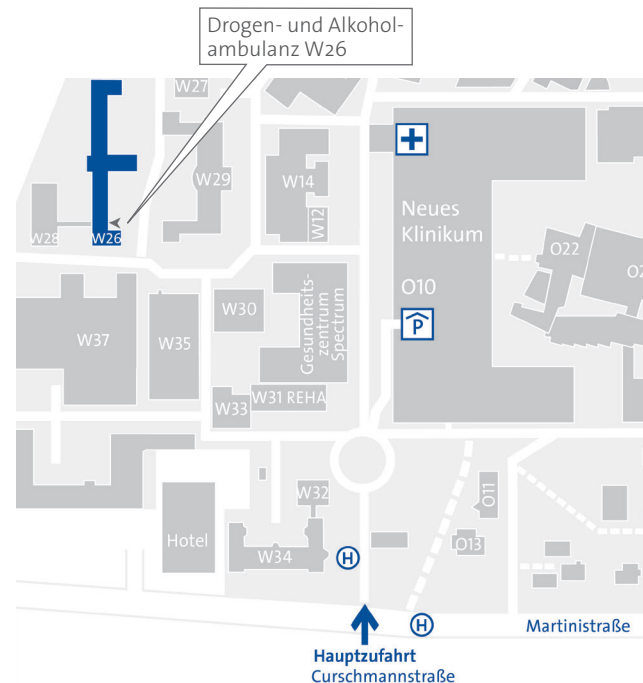 Drogen- und Alkohol-
ambulanz W26
W27
W29
W14
W12
W28
W26
Neues
Klinikum
O10
O22
P
W37
W35
W30
Gesundheits-
zentrum
Spectrum
W33
W31 REHA
W32
W34
Hotel
O11
O13
H
H
Martinistraße
Hauptzufahrt
Curschmannstraße